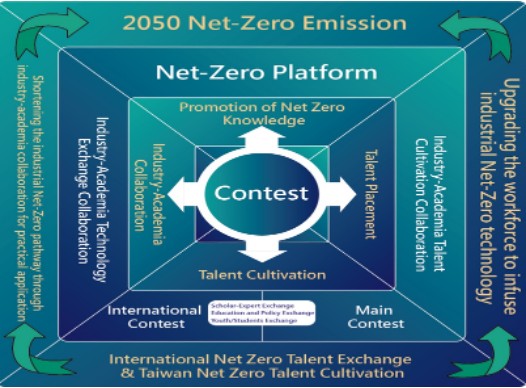 2050 Net-Zero Emission
Net-Zero Platform
Promotion of Net Zero
Knowledge
Shortening the industrial Net-Zero pathway through
industry-academia collaboration for practical application
Industry-Academia Technology
Exchange Collaboration
Industry-Academia
Collaboration
Contest
Talent Placement
Industry-Academia Talent
Cultivation Collaboration
Upgrading the workforce to infuse
industrial Net-Zero technology
Talent Cultivation
International
Contest
Scholar-Expert Exchange
Education and Policy Exchange
Youth/Students Exchange
Main
Contest
International Net Zero Talent Exchange
& Taiwan Net Zero Talent Cultivation